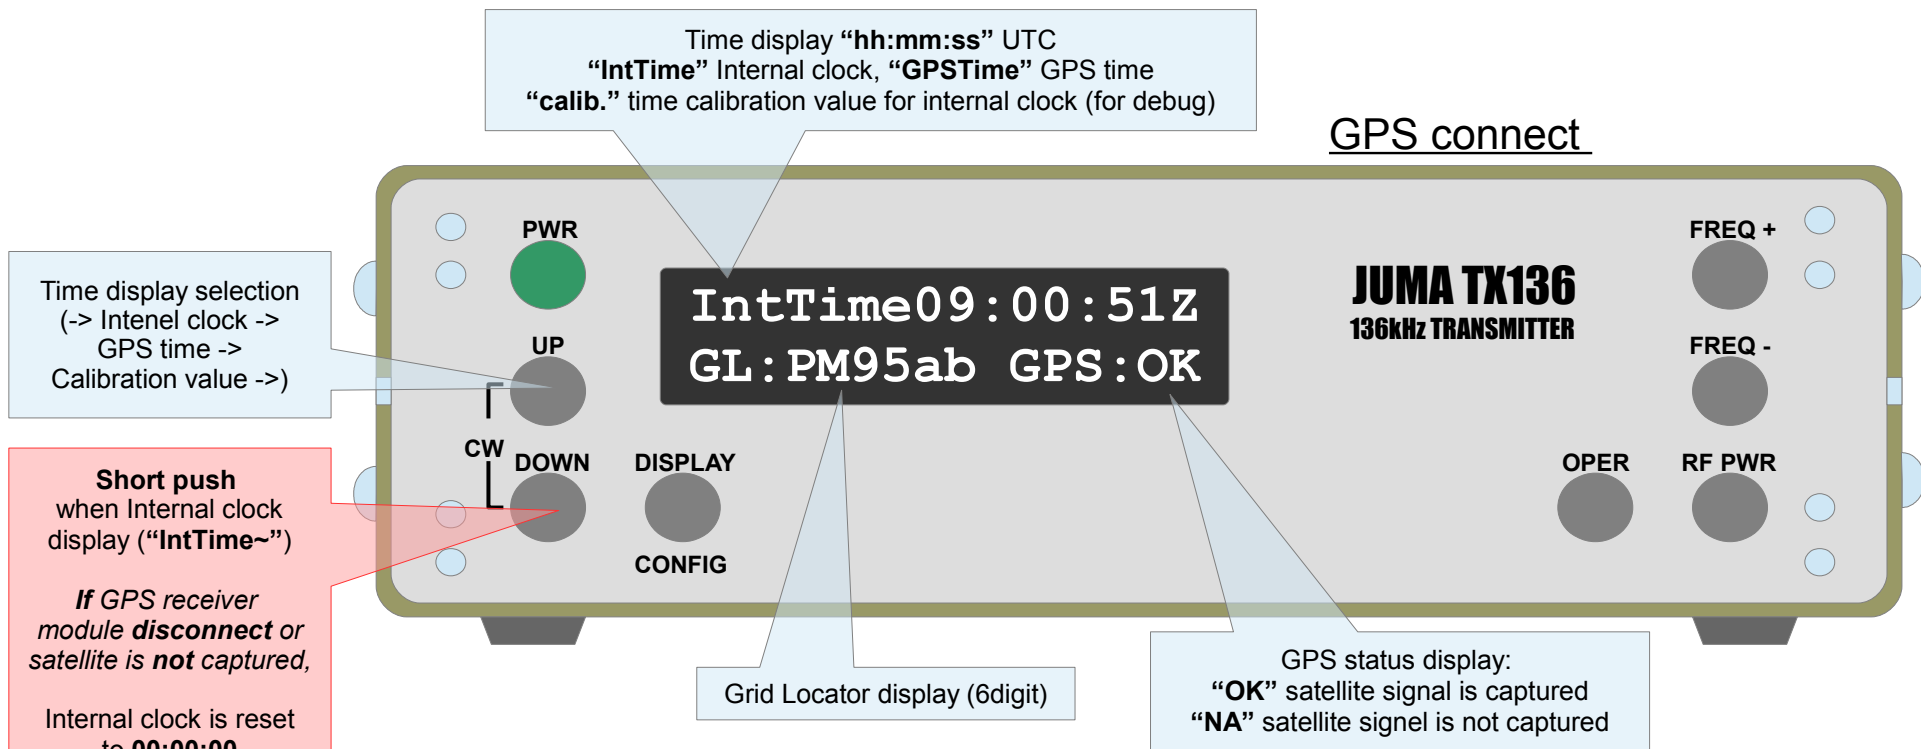 Time display “hh:mm:ss” UTC
“IntTime” Internal clock, “GPSTime” GPS time
“calib.” time calibration value for internal clock (for debug)
GPS connect
PWR
FREQ +
Time display selection
(-> Intenel clock ->
GPS time ->
Calibration value ->)
IntTime09:00:51Z
GL:PM95ab GPS:OK
JUMA TX136
136kHz TRANSMITTER
UP
FREQ -
CW
DOWN
DISPLAY
OPER
RF PWR
CONFIG
Short push
when Internal clock
display (“IntTime~”)
If GPS receiver
module disconnect or
satellite is not captured,
Internal clock is reset
to 00:00:00
Grid Locator display (6digit)
GPS status display:
“OK” satellite signal is captured
“NA” satellite signel is not captured